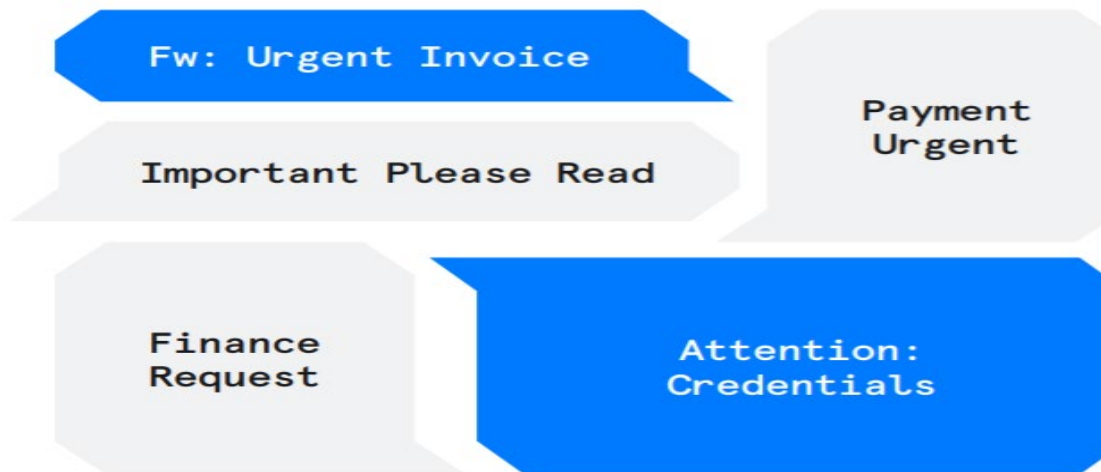 Fw: Urgent Invoice
Payment
Urgent
Important Please Read
Finance
Request
Attention:
Credentials